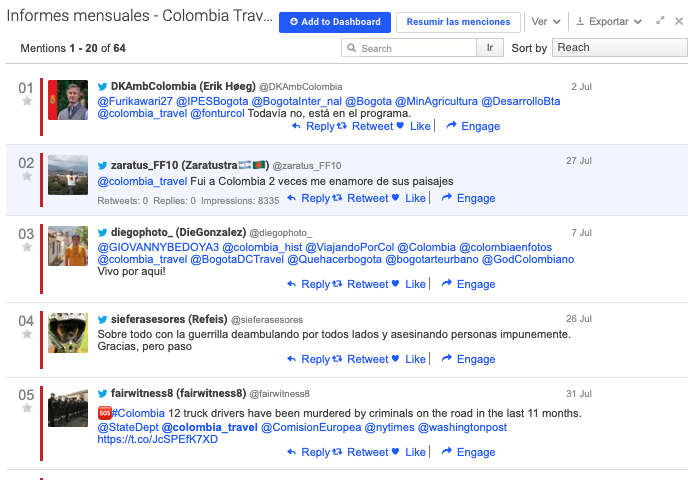 Informes mensuales - Colombia Trav...
Add to Dashboard
Resumir las menciones
Ver
Exportar
Mentions 1 - 20 of 64
Search
Ir
Sort by
Reach
01
DKAmbColombia (Erik Høeg) @DKAmbColombia
2 Jul
@Furikawari27 @IPESBogota @BogotaInter_nal @Bogota @MinAgricultura @DesarrolloBta
@colombia_travel @fonturcol Todavía no, está en el programa.
Reply Retweet Like | Engage
02
zaratus_FF10 (Zaratustra🇦🇷🇧🇩) @zaratus_FF10
27 Jul
@colombia_travel Fui a Colombia 2 veces me enamore de sus paisajes
Retweets: 0 Replies: 0 Impressions: 8335 Reply Retweet Like | Engage
03
diegophoto_ (DieGonzalez) @diegophoto_
7 Jul
@GIOVANNYBEDOYA3 @colombia_hist @ViajandoPorCol @Colombia @colombiaenfotos
@colombia_travel @BogotaDCTravel @Quehacerbogota @bogotarteurbano @GodColombiano
Vivo por aqui!
Reply Retweet Like | Engage
04
sieferasesores (Refeis) @sieferasesores
26 Jul
Sobre todo con la guerrilla deambulando por todos lados y asesinando personas impunemente.
Gracias, pero paso
Reply Retweet Like | Engage
05
fairwitness8 (fairwitness8) @fairwitness8
31 Jul
🆘#Colombia 12 truck drivers have been murdered by criminals on the road in the last 11 months.
@StateDept @colombia_travel @ComisionEuropea @nytimes @washingtonpost
https://t.co/JcSPEfK7XD
Reply Retweet Like | Engage